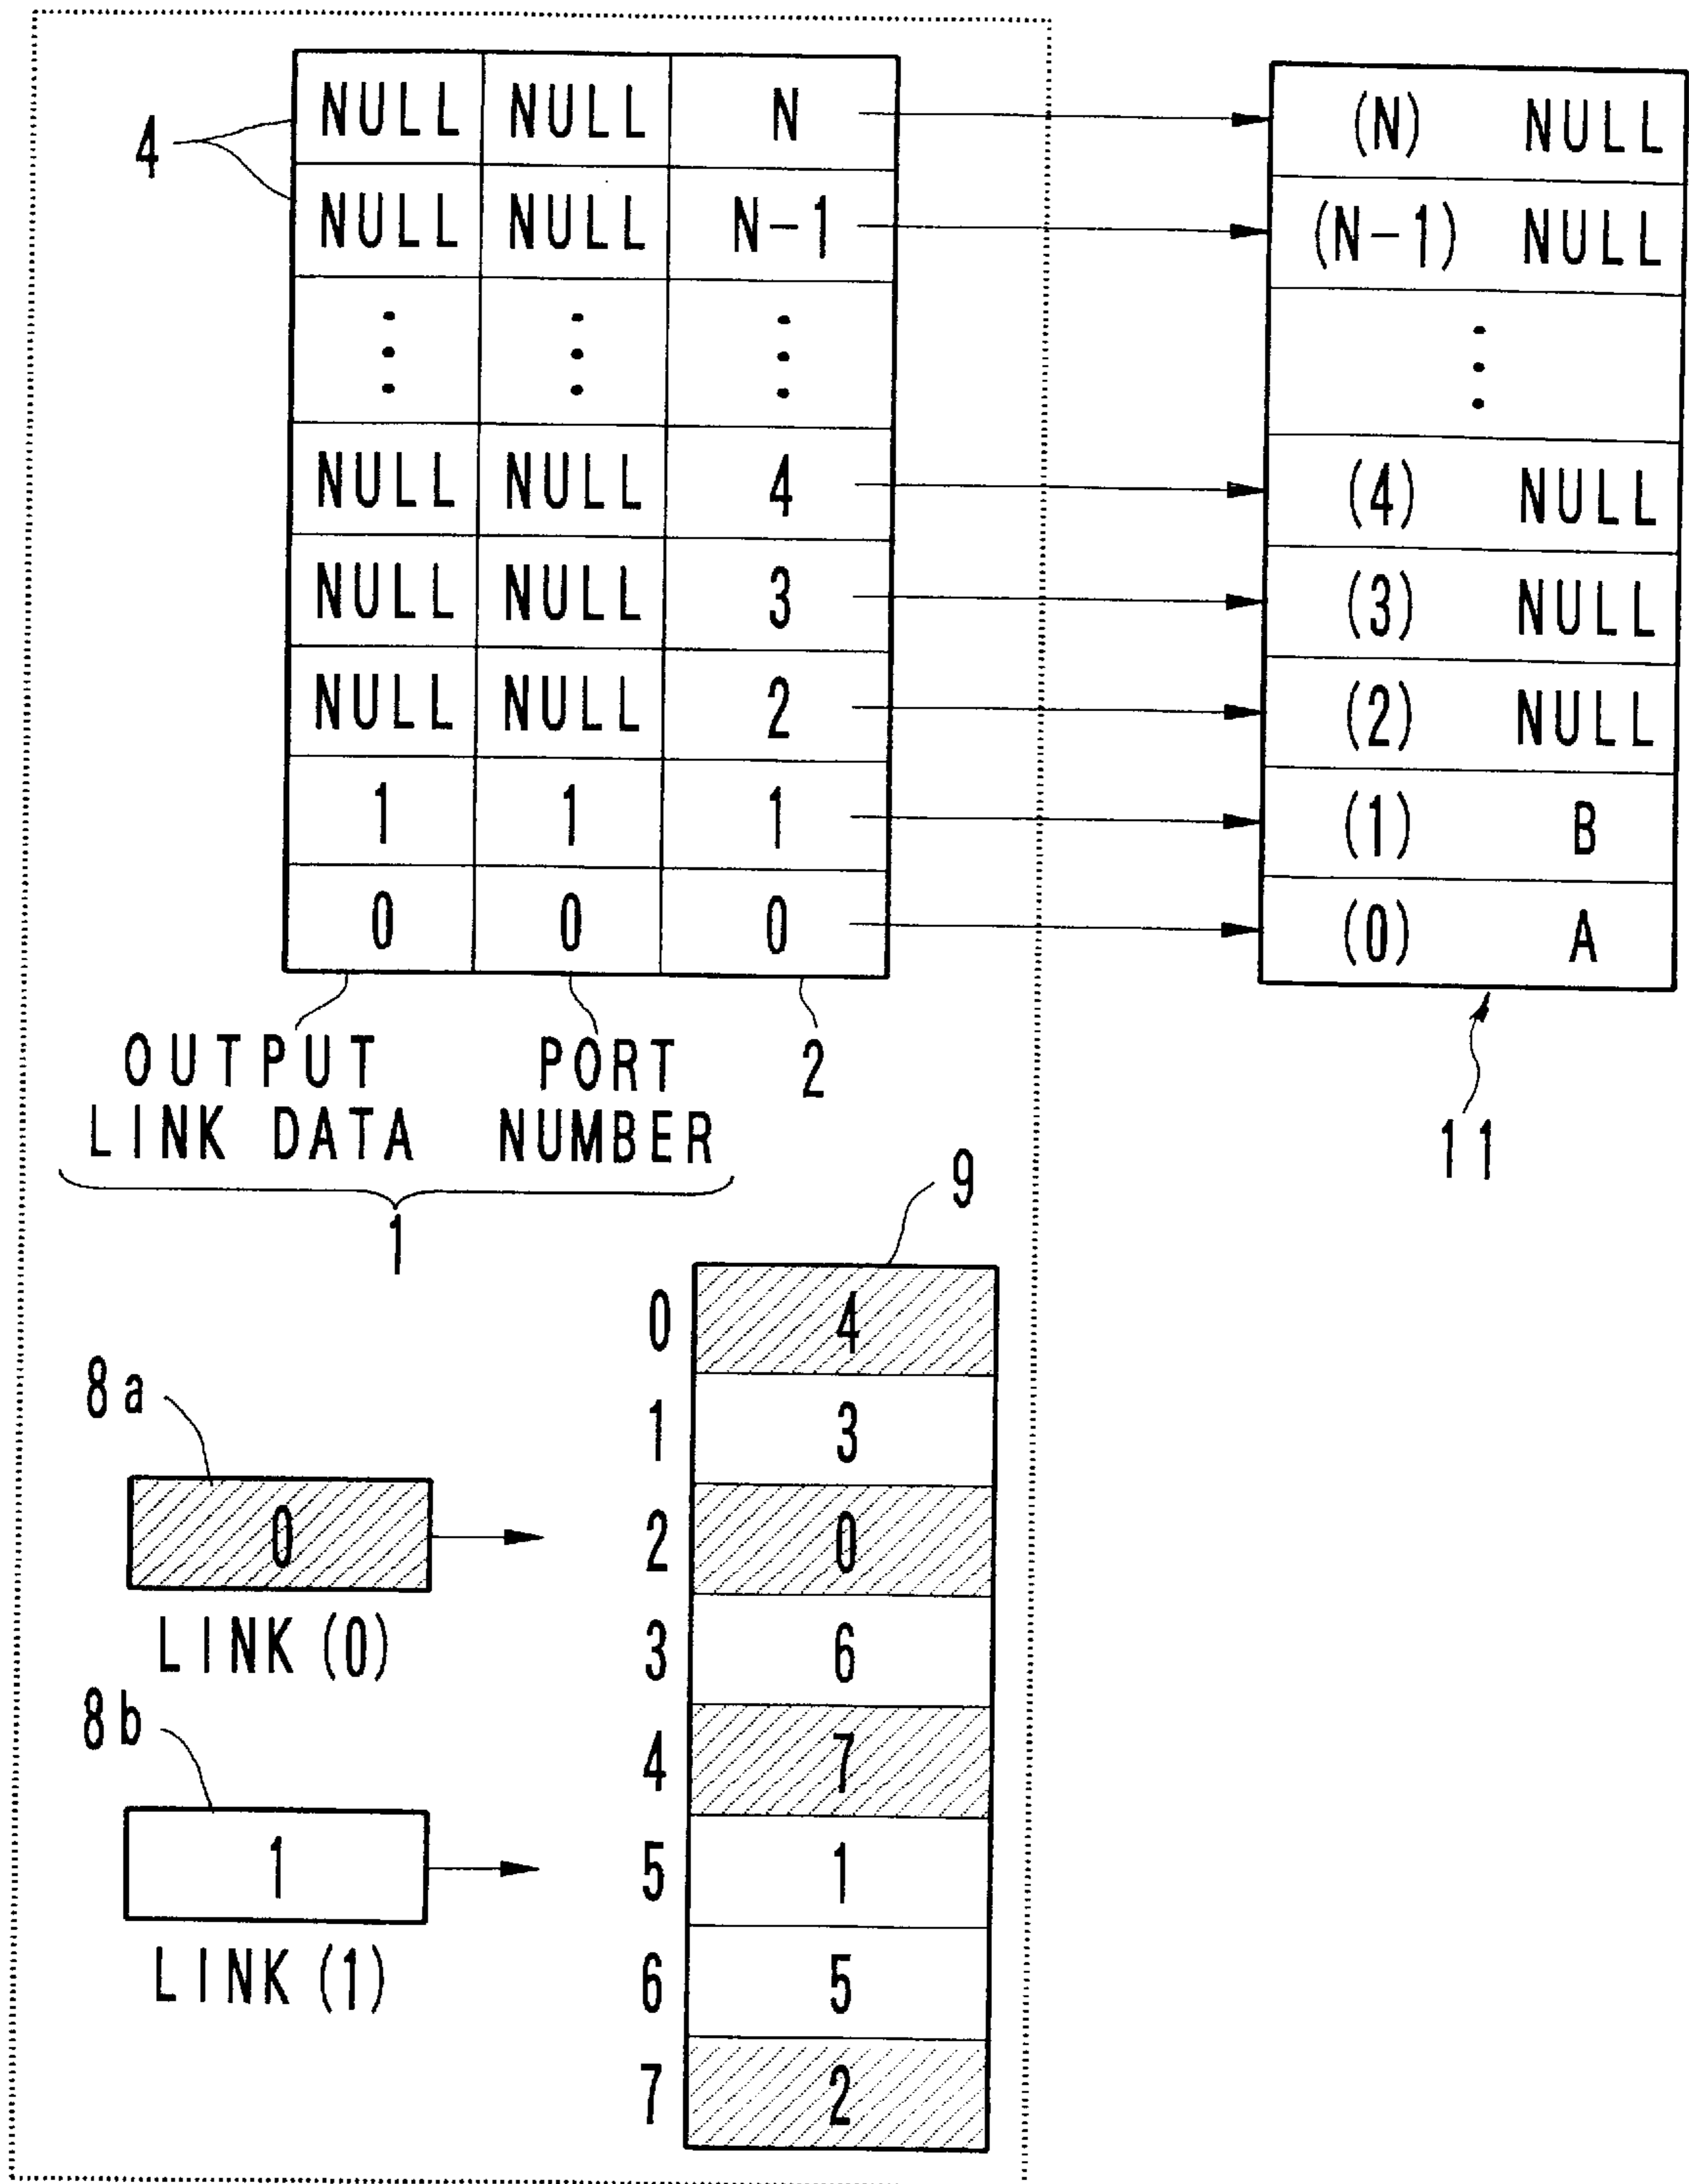 NULL NULL N (N) NULL
4
NULL NULL N-1 (N-1) NULL
NULL NULL 4 (4) NULL
NULL NULL 3 (3) NULL
NULL NULL 2 (2) NULL
1 1 1 (1) B
0 0 0 (0) A
OUTPUT PORT 2
LINK DATA NUMBER 11
1
9
0 4
8a
1 3
0 2 0
LINK (0) 3 6
8b
4 7
1 5 1
LINK (1) 6 5
7 2